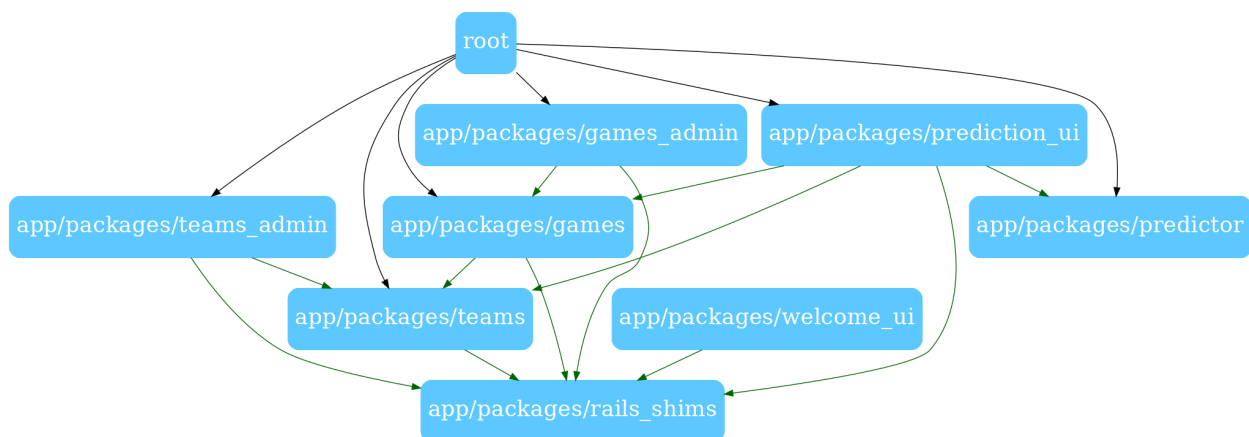 root
app/packages/games_admin
app/packages/prediction_ui
app/packages/teams_admin
app/packages/games
app/packages/predictor
app/packages/teams
app/packages/welcome_ui
app/packages/rails_shims